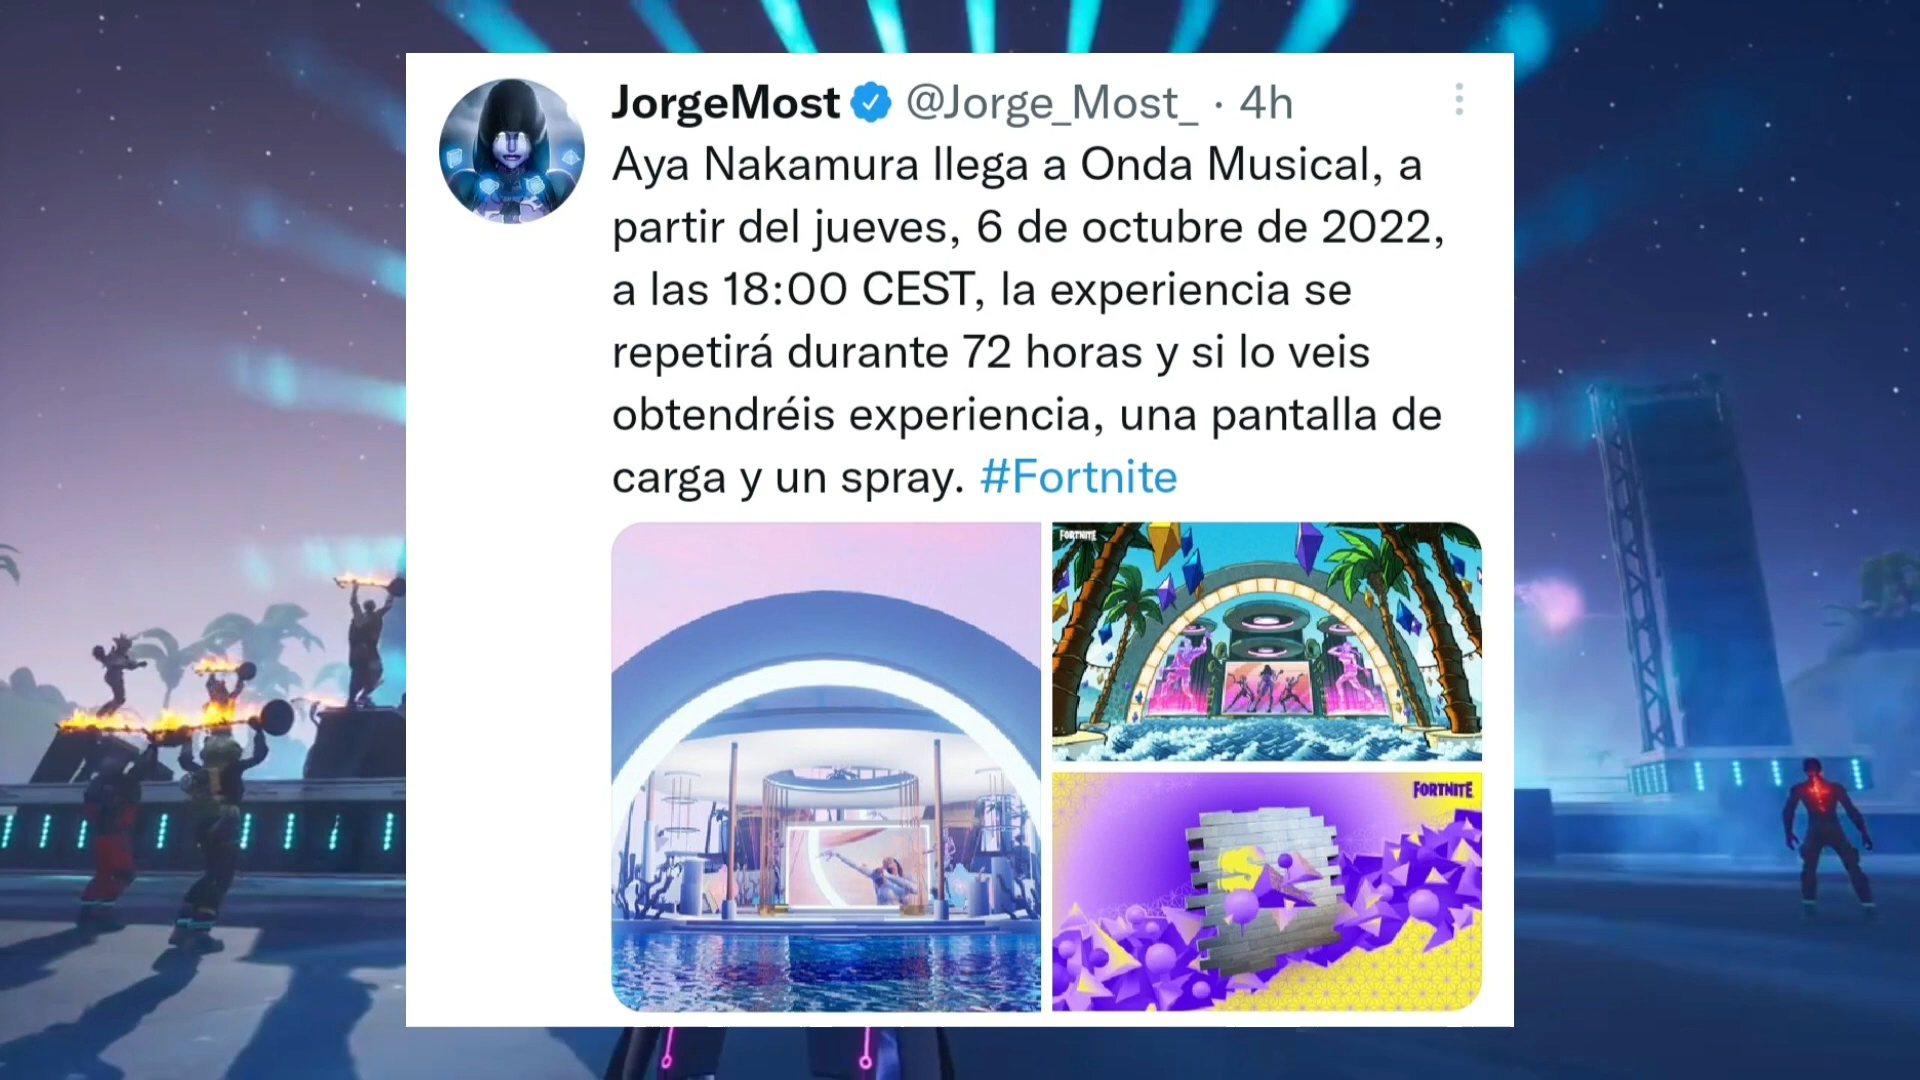 JorgeMost @Jorge_Most_ · 4h
Aya Nakamura llega a Onda Musical, a
partir del jueves, 6 de octubre de 2022,
a las 18:00 CEST, la experiencia se
repetirá durante 72 horas y si lo veis
obtendréis experiencia, una pantalla de
carga y un spray. #Fortnite
FORTNITE
FORTNITE